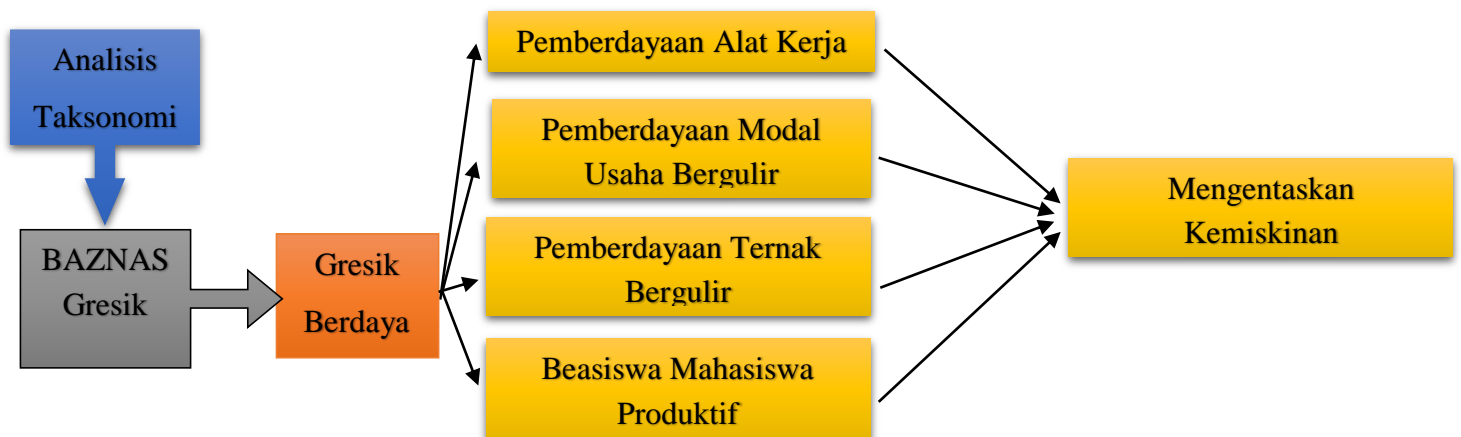 Analisis
Taksonomi
BAZNAS
Gresik
Gresik
Berdaya
Pemberdayaan Alat Kerja
Pemberdayaan Modal
Usaha Bergulir
Pemberdayaan Ternak
Bergulir
Beasiswa Mahasiswa
Produktif
Mengentaskan
Kemiskinan